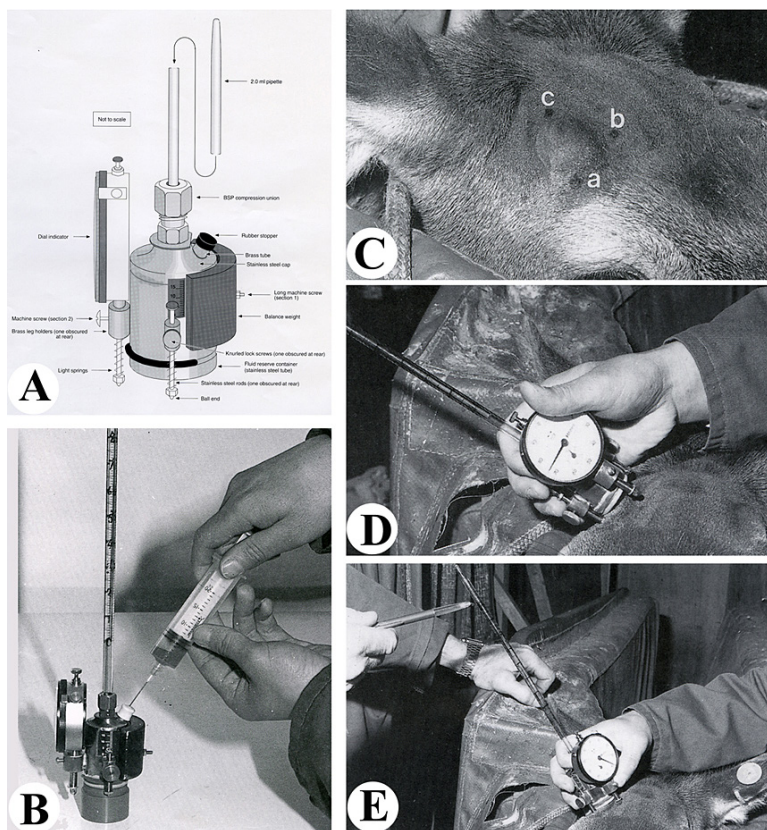 2.0 ml pipette
Not to scale
BSP compression union
Rubber stopper
Brass tube
Stainless steel cap
Dial indicator
Long machine screw
(section 1)
Machine screw (section 2)
Balance weight
Brass leg holders (one obscured
at rear)
Knurled lock screws (one obscured at rear)
Fluid reserve container
(stainless steel tube)
Light springs
Stainless steel rods (one obscured at rear)
Ball end
A
B
c
b
a
C
D
E